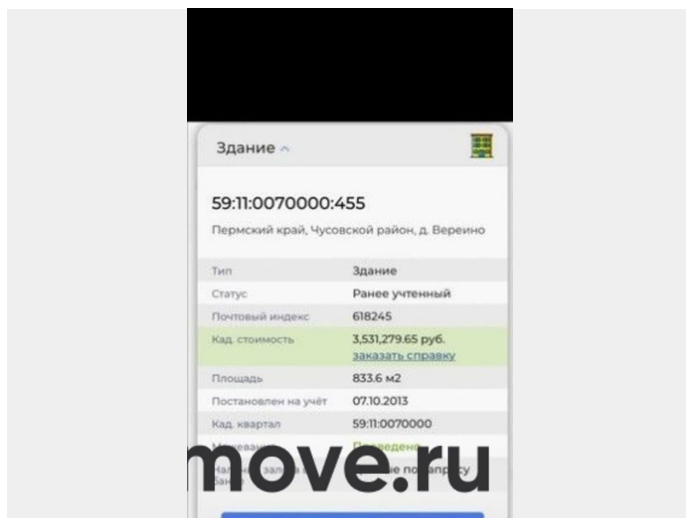 Здание
59:11:0070000:455
Пермский край, Чусовской район, д. Вереино
Тип Здание
Статус Ранее учтенный
Почтовый индекс 618245
Кад. стоимость 3,531,279.65 руб.
заказать справку
Площадь 833.6 м2
Постановлен на учёт 07.10.2013
Кад. квартал 59:11:0070000
move.ru